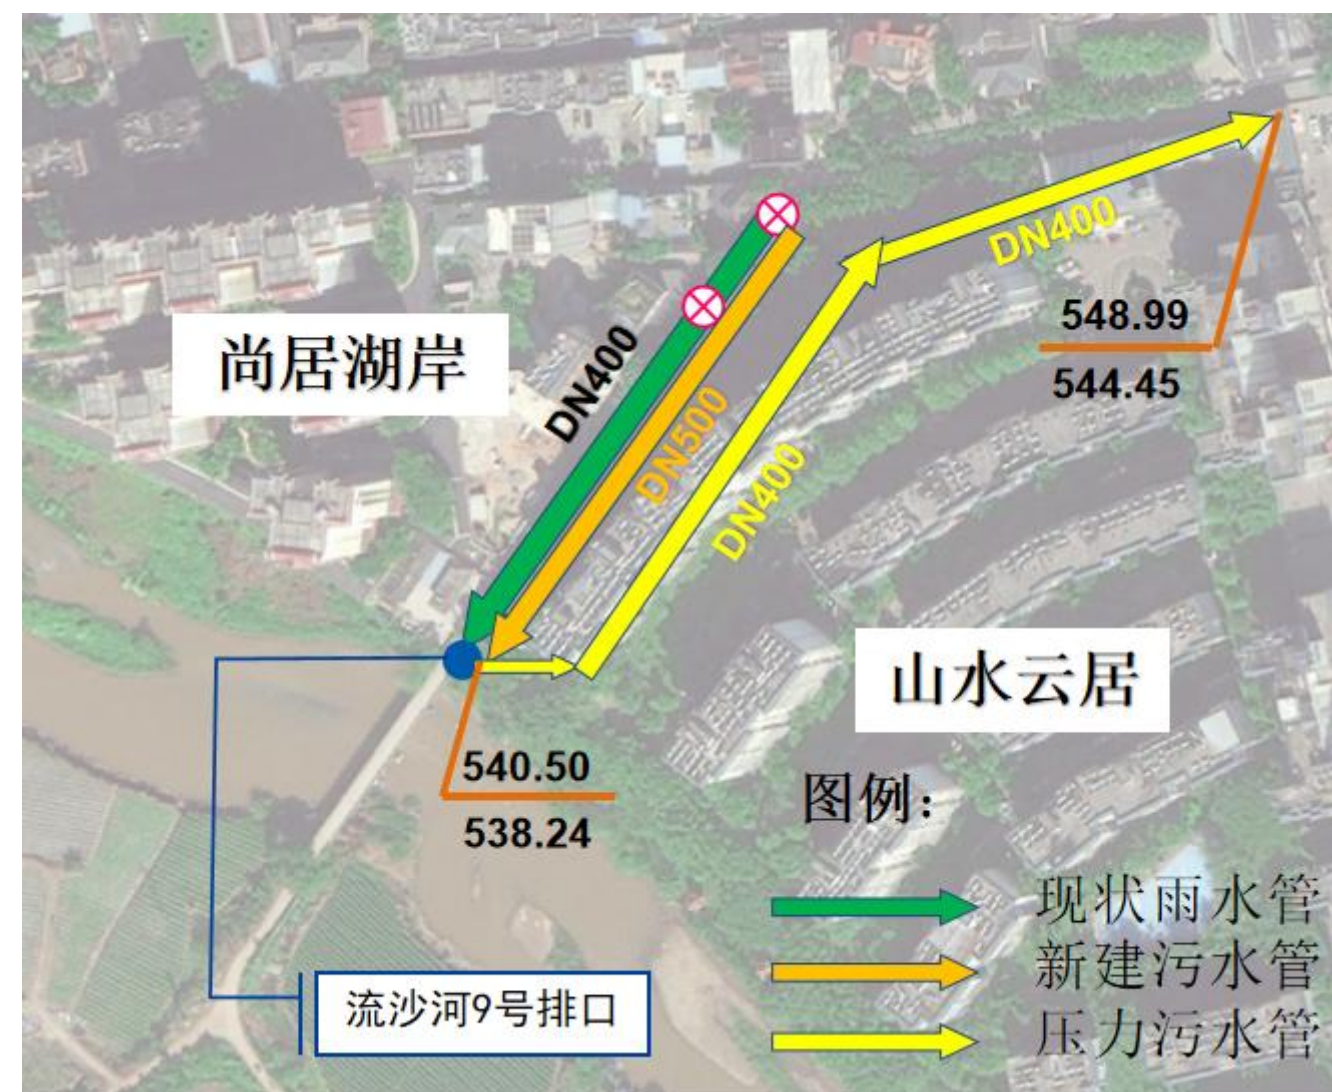 DN400
548.99
544.45
尚居湖岸
DN400
DN500
DN400
山水云居
540.50
538.24
图例：
现状雨水管
新建污水管
压力污水管
流沙河9号排口